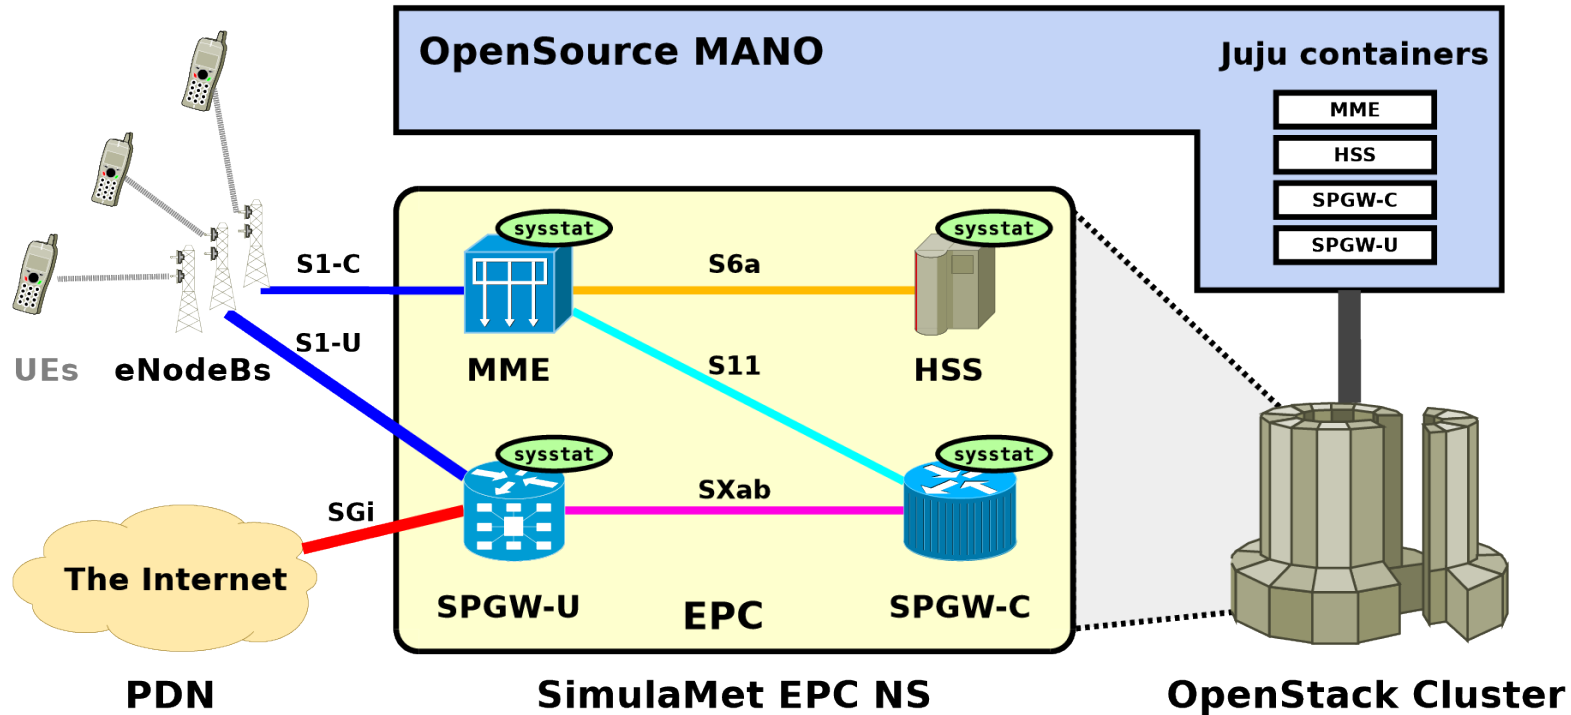 OpenSource MANO
Juju containers
MME
HSS
SPGW-C
SPGW-U
sysstat
sysstat
S1-C
S6a
S1-U
UEs
eNodeBs
MME
S11
HSS
sysstat
sysstat
SXab
SGi
The Internet
SPGW-U
EPC
SPGW-C
PDN
SimulaMet EPC NS
OpenStack Cluster